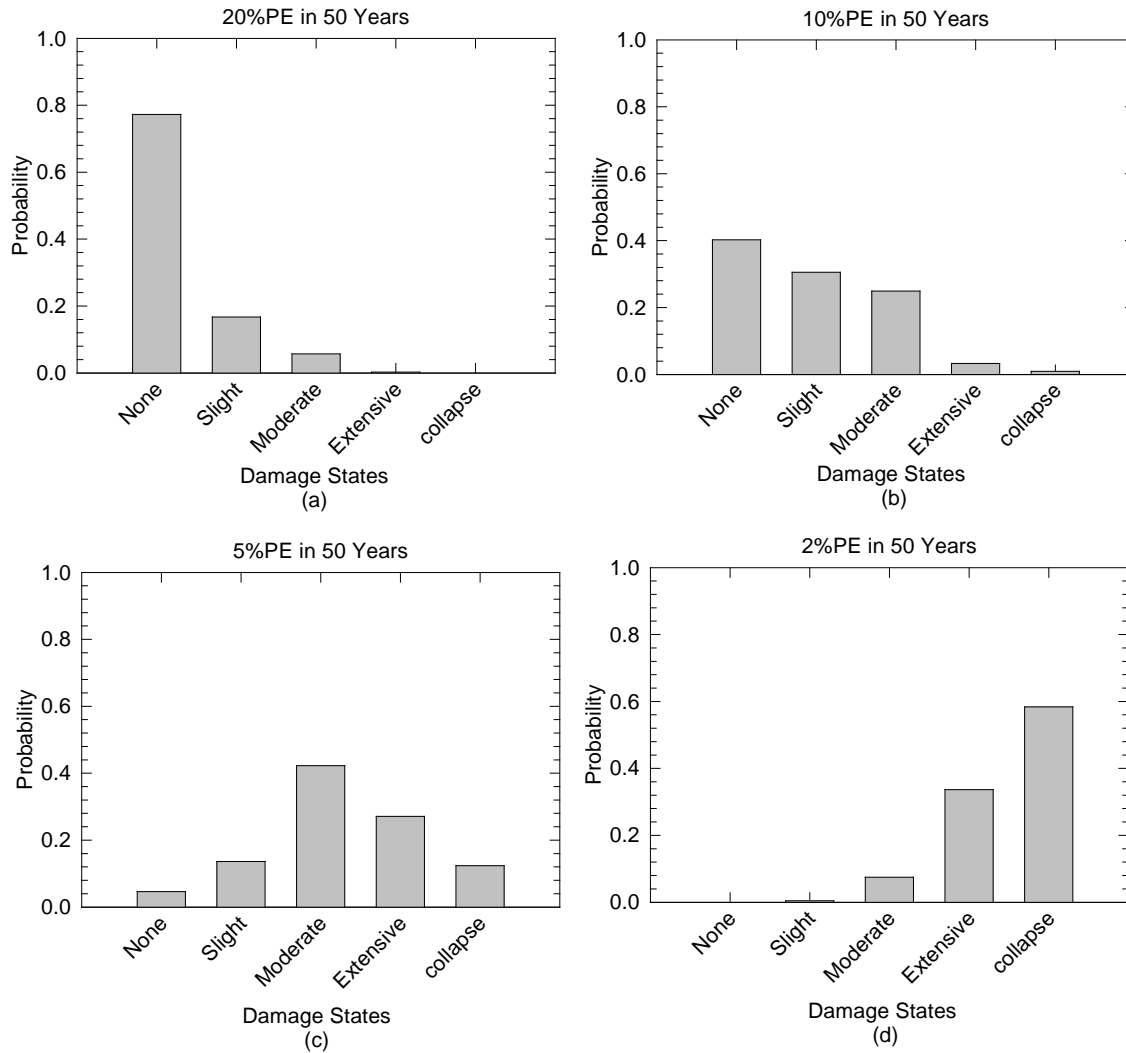 20%PE in 50 Years
1.0
0.8
0.6
0.4
0.2
0.0
Probability
None
Slight
Moderate
Extensive
collapse
Damage States
(a)
10%PE in 50 Years
1.0
0.8
0.6
0.4
0.2
0.0
Probability
None
Slight
Moderate
Extensive
collapse
Damage States
(b)
5%PE in 50 Years
1.0
0.8
0.6
0.4
0.2
0.0
Probability
None
Slight
Moderate
Extensive
collapse
Damage States
(c)
2%PE in 50 Years
1.0
0.8
0.6
0.4
0.2
0.0
Probability
None
Slight
Moderate
Extensive
collapse
Damage States
(d)